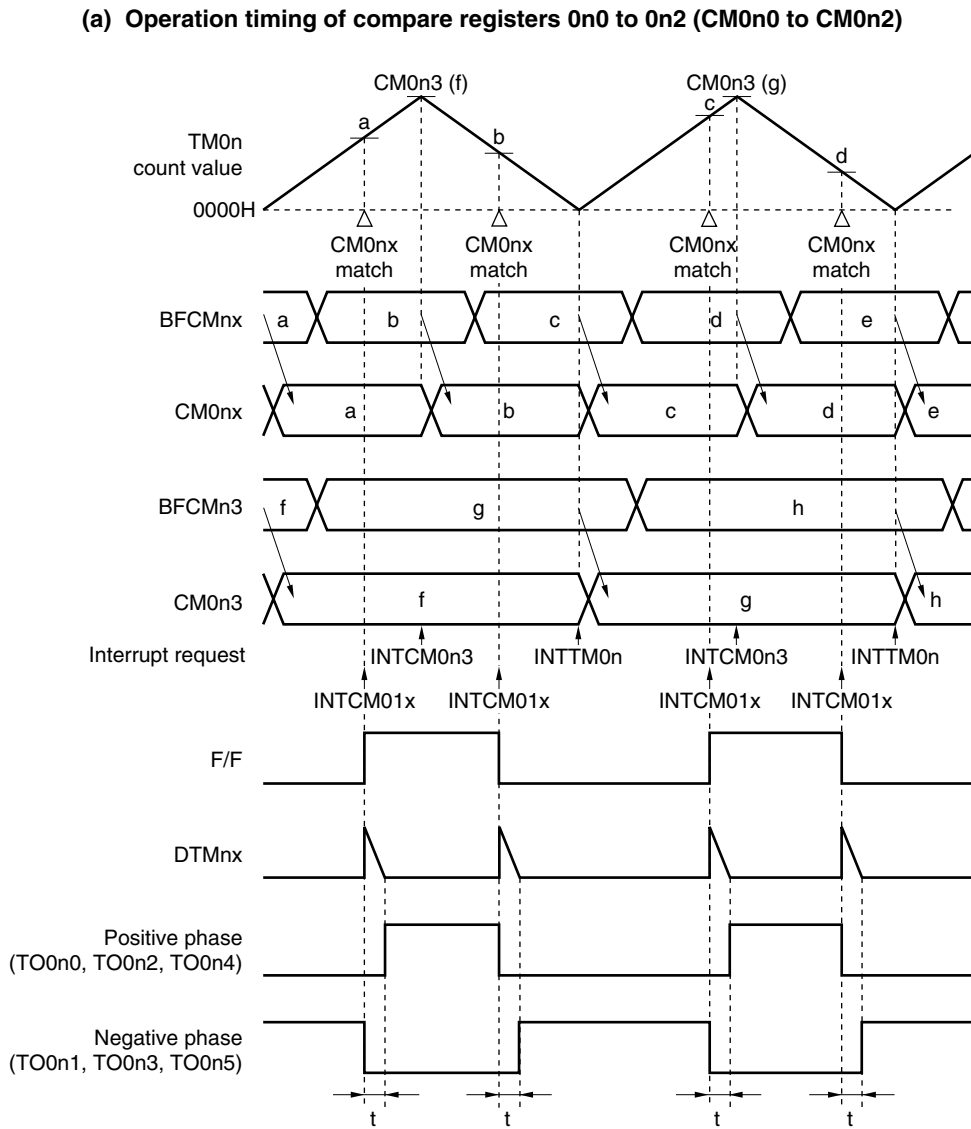 (a) Operation timing of compare registers 0n0 to 0n2 (CM0n0 to CM0n2)
CM0n3 (f)
CM0n3 (g)
a
b
c
d
TM0n
count value
0000H
CM0nx
match
CM0nx
match
CM0nx
match
CM0nx
match
BFCMnx
a
b
c
d
e
CM0nx
a
b
c
d
e
BFCMn3
f
g
h
CM0n3
f
g
h
Interrupt request
INTCM0n3
INTTM0n
INTCM0n3
INTTM0n
INTCM01x
INTCM01x
INTCM01x
INTCM01x
F/F
DTMnx
Positive phase
(TO0n0, TO0n2, TO0n4)
Negative phase
(TO0n1, TO0n3, TO0n5)
t
t
t
t